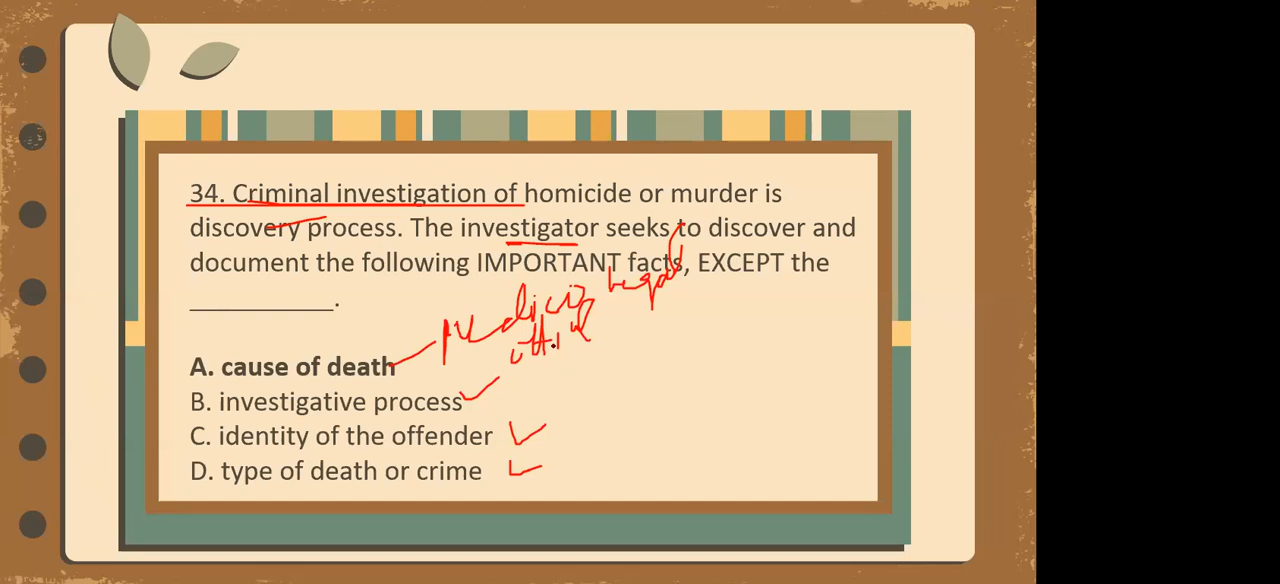 34. Criminal investigation of homicide or murder is
discovery process. The investigator seeks to discover and
document the following IMPORTANT facts, EXCEPT the
___________.
A. cause of death
B. investigative process
C. identity of the offender
D. type of death or crime
legal